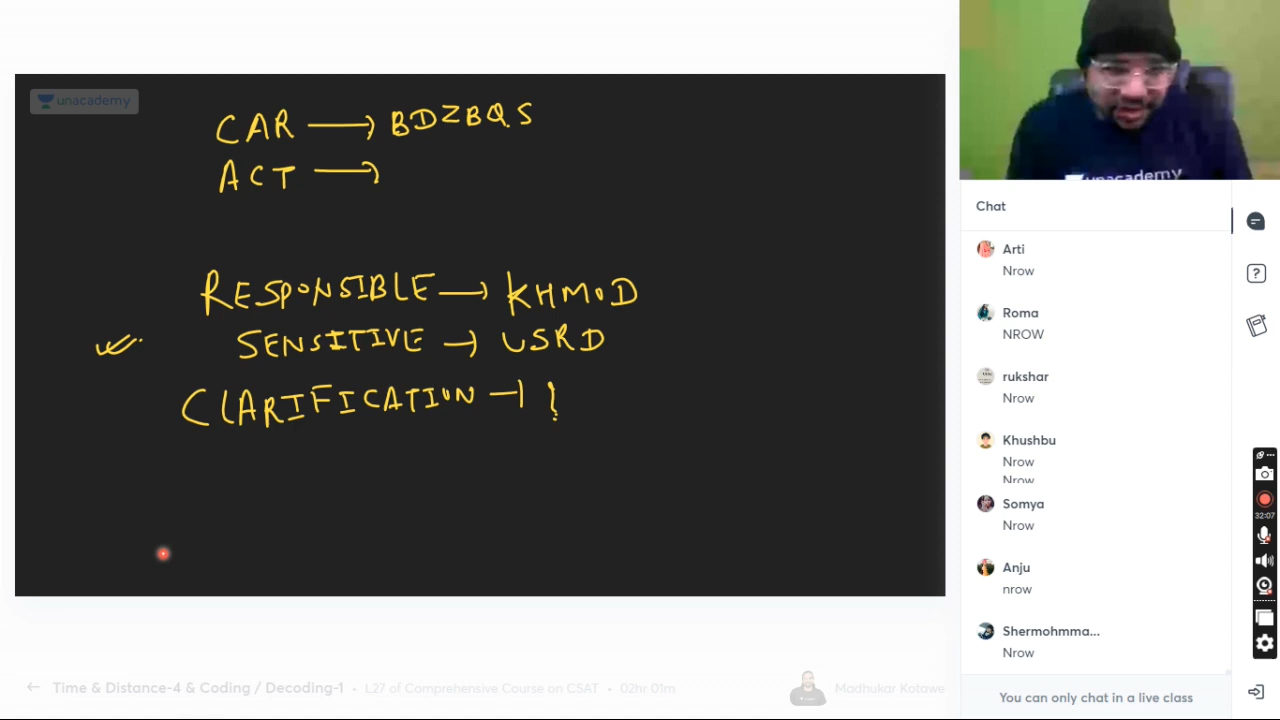 unacademy
CAR → BDZBQS
ACT →
RESPONSIBLE → KHMOD
SENSITIVE → USRD
CLARIFICATION → ?
unacademy
Chat
Arti
Nrow
Roma
NROW
rukshar
Nrow
Khushbu
Nrow
Nrow
Somya
Nrow
Anju
nrow
Shermohmma...
Nrow
You can only chat in a live class
32:07
← Time & Distance-4 & Coding / Decoding-1 • L27 of Comprehensive Course on CSAT • 02hr 01m
Madhukar Kotawe